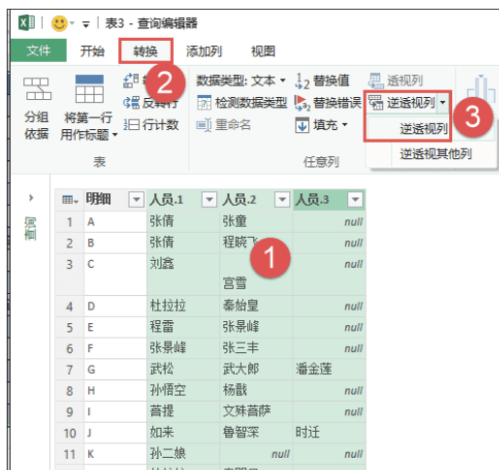 表3 - 查询编辑器
文件 开始 转换 添加列 视图
2
分组依据
将第一行用作标题
反转行
行计数
表
数据类型: 文本
检测数据类型
重命名
1→2 替换值
替换错误
填充
透视列
逆透视列
逆透视列
逆透视其他列
3
任意列
查询
明细 人员.1 人员.2 人员.3
1 A 张倩 张童 null
2 B 张倩 程晓飞 null
1
3 C 刘鑫 宫雪 null
4 D 杜拉拉 秦始皇 null
5 E 程雷 张景峰 null
6 F 张景峰 张三丰 null
7 G 武松 武大郎 潘金莲
8 H 孙悟空 杨戬 null
9 I 菩提 文殊菩萨 null
10 J 如来 鲁智深 时迁
11 K 孙二娘 null null